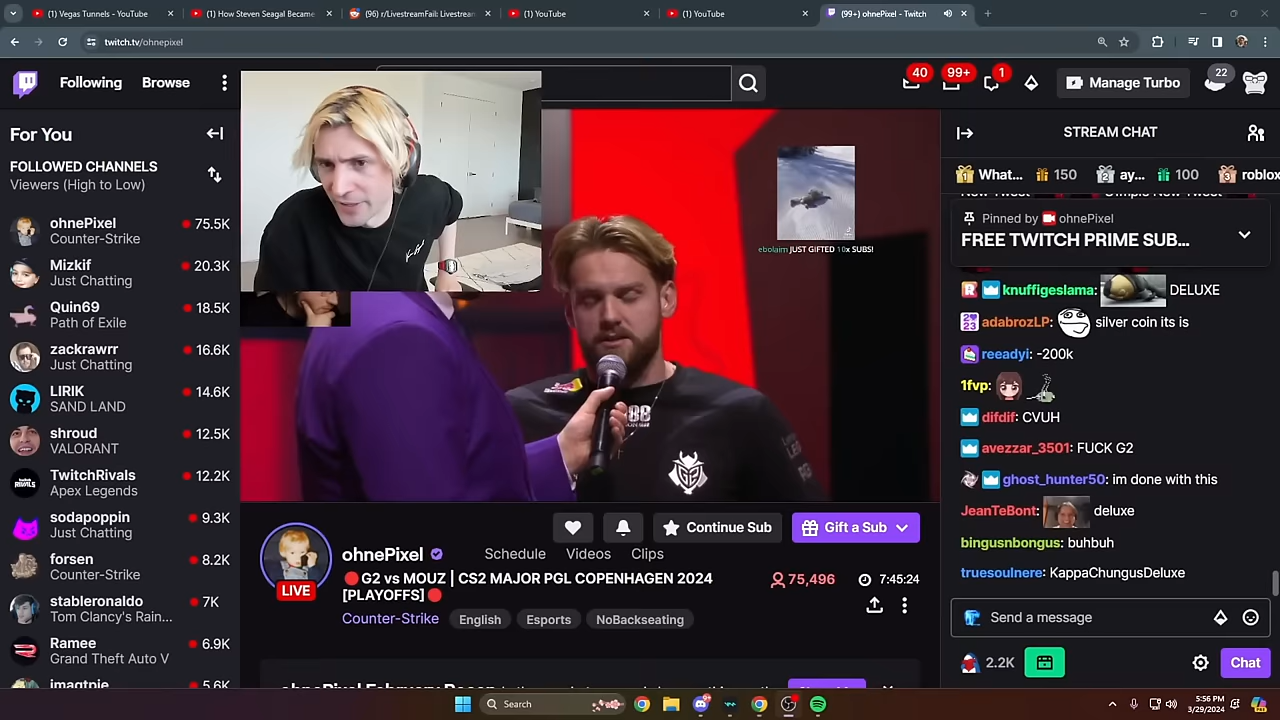 (1) Vegas Tunnels - YouTube
(1) How Steven Seagal Became
(96) r/LivestreamFail: Livestrea
(1) YouTube
(1) YouTube
(99+) ohnePixel - Twitch
twitch.tv/ohnepixel
Following
Browse
40
99+
1
Manage Turbo
22
For You
FOLLOWED CHANNELS
Viewers (High to Low)
ohnePixel 75.5K
Counter-Strike
Mizkif 20.3K
Just Chatting
Quin69 18.5K
Path of Exile
zackrawrr 16.6K
Just Chatting
LIRIK 14.6K
SAND LAND
shroud 12.5K
VALORANT
TwitchRivals 12.2K
Apex Legends
sodapoppin 9.3K
Just Chatting
forsen 8.2K
Counter-Strike
stableronaldo 7K
Tom Clancy's Rain...
Ramee 6.9K
Grand Theft Auto V
ebolaim JUST GIFTED 10x SUBS!
Continue Sub
Gift a Sub
LIVE
ohnePixel
Schedule
Videos
Clips
G2 vs MOUZ | CS2 MAJOR PGL COPENHAGEN 2024
[PLAYOFFS]
75,496
7:45:24
Counter-Strike
English
Esports
NoBackseating
STREAM CHAT
What... 150
ay... 100
roblox
Pinned by ohnePixel
FREE TWITCH PRIME SUB...
knuffigeslama: DELUXE
adabrozLP: silver coin its is
reeadyi: -200k
1fvp:
difdif: CVUH
avezzar_3501: FUCK G2
ghost_hunter50: im done with this
JeanTeBont: deluxe
bingusnbongus: buhbuh
truesoulnere: KappaChungusDeluxe
Send a message
2.2K
Chat
Search
5:56 PM
3/29/2024